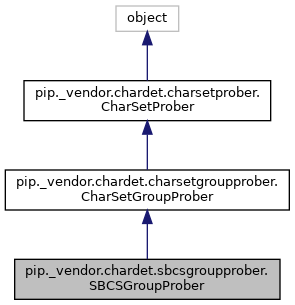 object
pip._vendor.chardet.charsetprober.
CharSetProber
pip._vendor.chardet.charsetgroupprober.
CharSetGroupProber
pip._vendor.chardet.sbcsgroupprober.
SBCSGroupProber